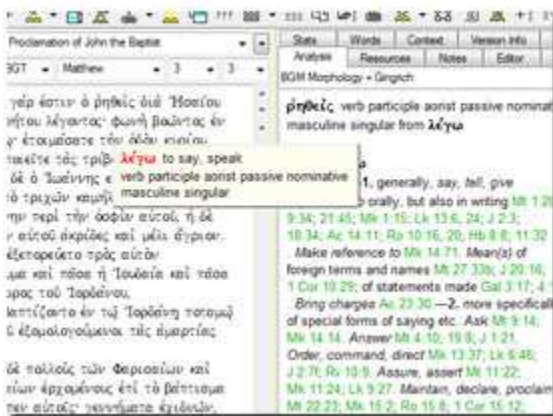 Proclamation of John the Baptist
BGT Matthew 3 3
γάρ ἐστιν ὁ ῥηθεὶς διὰ Ἠσαΐου
λέγοντος· φωνὴ βοῶντος ἐν
ἑτοιμάσατε τὴν ὁδὸν κυρίου
τὰς
δὲ ὁ Ἰωάννης
τριχῶν
περὶ τὴν ὀσφὺν αὐτοῦ, ἡ δὲ
αὐτοῦ ἀκρίδες καὶ μέλι ἄγριον.
ἐξεπορεύετο πρὸς αὐτὸν
καὶ πᾶσα ἡ Ἰουδαία καὶ πᾶσα
τοῦ Ἰορδάνου,
ἐν τῷ Ἰορδάνῃ ποταμῷ
ἐξομολογούμενοι τὰς ἁμαρτίας
δὲ πολλοὺς τῶν Φαρισαίων καὶ
ἐρχομένους ἐπὶ τὸ βάπτισμα
αὐτοῖς· γεννήματα ἐχιδνῶν,
λέγω to say, speak
verb participle aorist passive nominative
masculine singular
Stats Words Context Version Info
Analysis Resources Notes Editor
BGM Morphology + Gingrich
ῥηθείς verb participle aorist passive nominat
masculine singular from λέγω
1. generally, say, tell, give
orally, but also in writing Mt
9:34; 21:45; Mk 1:15; Lk 13:6, 24; J 2:3;
18:34; Ac 14:11; Ro 10:16, 20; Hb 8:8; 11:32
Make reference to Mk 14:71. Mean(s) of
foreign terms and names Mt 27:33b; J 20:16;
1 Cor 10:29; of statements made Gal 3:17; 4:1
Bring charges Ac 23:30.—2. more specificall
of special forms of saying etc. Ask Mt 9:14;
Mk 14:14. Answer Mt 4:10; 19:8; J 1:21.
Order, command, direct Mk 13:37; Lk 6:46;
J 2:7f; Rv 10:9. Assure, assert Mt 11:22;
Mk 11:24; Lk 9:27. Maintain, declare, proclaim
Mt 22:23; Mk 15:2; Ro 15:8; 1 Cor 15:12;